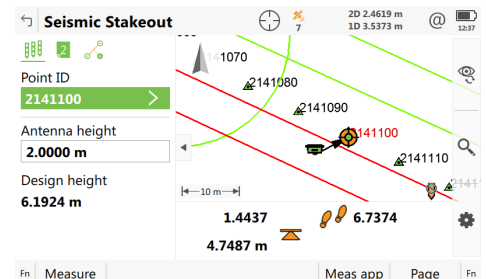 Seismic Stakeout
7
2D 2.4619 m
1D 3.5373 m
@
12:37
2
Point ID
2141100
Antenna height
2.0000 m
Design height
6.1924 m
1070
2141080
2141090
2141100
2141110
2141
10 m
1.4437
6.7374
4.7487 m
Fn Measure
Meas app Page Fn